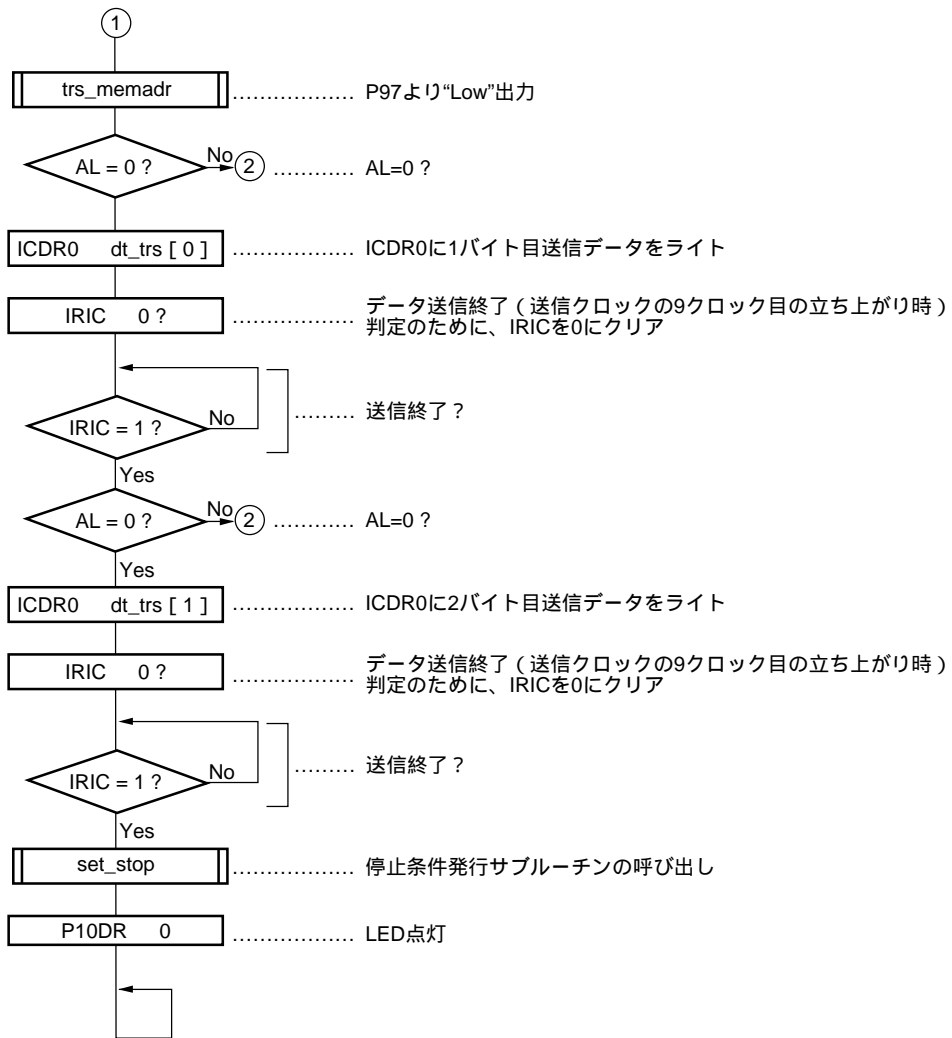 1
trs_memadr ……………… P97より“Low”出力
AL = 0 ? No 2 ………… AL=0 ?
ICDR0 dt_trs [ 0 ] ……………… ICDR0に1バイト目送信データをライト
IRIC 0 ? ……………… データ送信終了 ( 送信クロックの9クロック目の立ち上がり時 )
判定のために、IRICを0にクリア
IRIC = 1 ? No ……… 送信終了？
Yes
AL = 0 ? No 2 ………… AL=0 ?
Yes
ICDR0 dt_trs [ 1 ] ……………… ICDR0に2バイト目送信データをライト
IRIC 0 ? ……………… データ送信終了 ( 送信クロックの9クロック目の立ち上がり時 )
判定のために、IRICを0にクリア
IRIC = 1 ? No ……… 送信終了？
Yes
set_stop ……………… 停止条件発行サブルーチンの呼び出し
P10DR 0 ……………… LED点灯